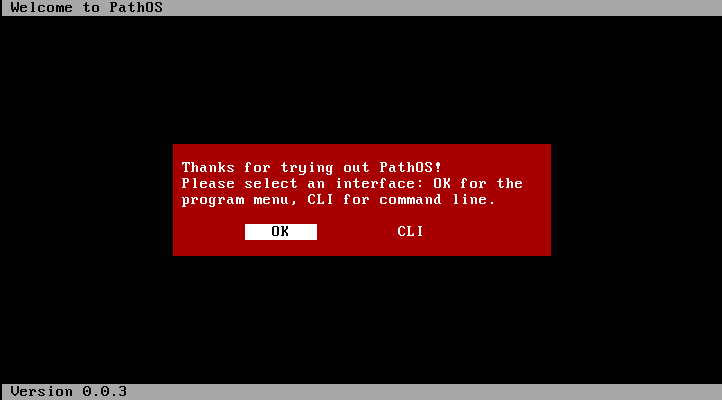 Welcome to PathOS
Thanks for trying out PathOS!
Please select an interface: OK for the
program menu, CLI for command line.
OK CLI
Version 0.0.3